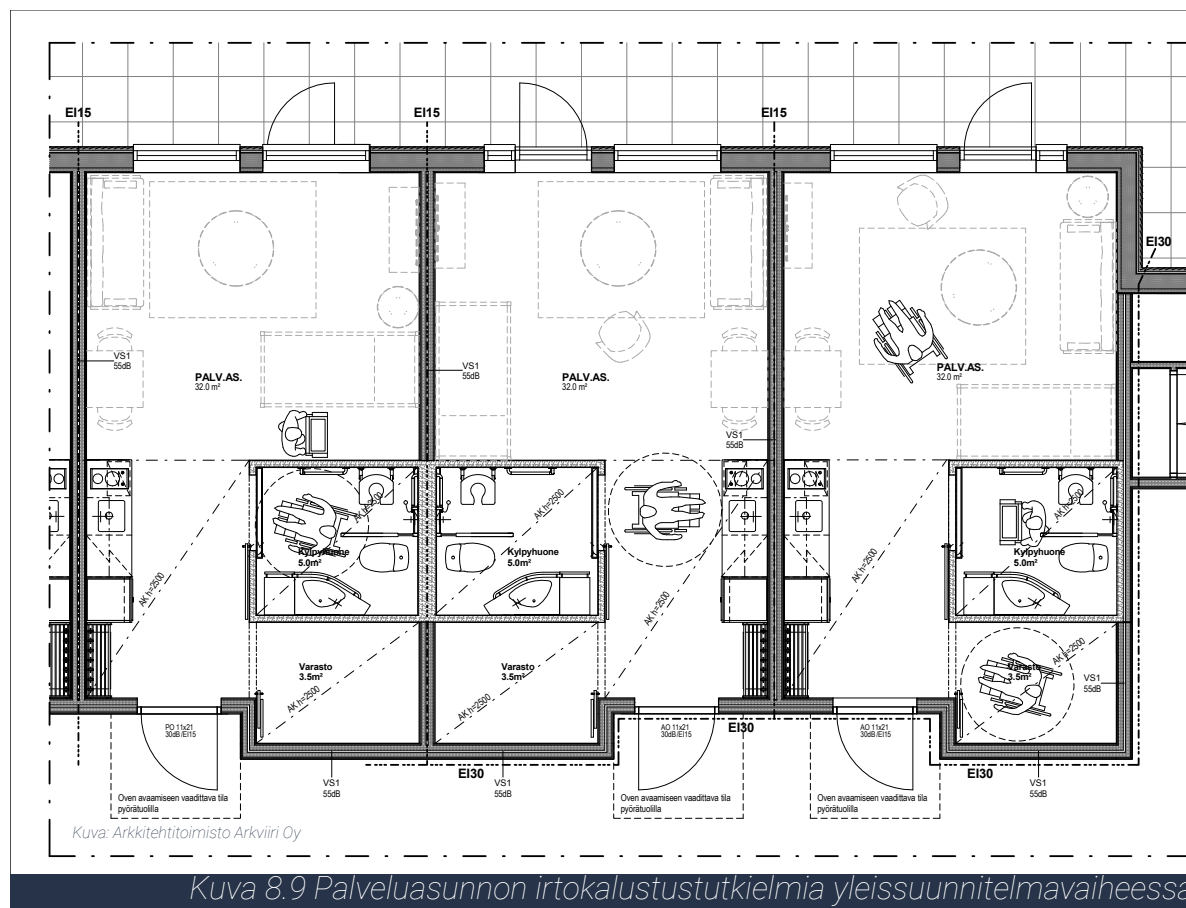 EI15
EI15
EI15
EI30
VS1
55dB
VS1
55dB
PALV.AS.
32.0 m²
PALV.AS.
32.0 m²
PALV.AS.
32.0 m²
VS1
55dB
AK h=2500
AK h=2500
AK h=2500
Kylpyhuone
5.0m²
Kylpyhuone
5.0m²
Kylpyhuone
5.0m²
AK h=2500
AK h=2500
AK h=2500
Varasto
3.5m²
Varasto
3.5m²
Varasto
3.5m²
AK h=2500
AK h=2500
AK h=2500
VS1
55dB
PO 11x21
30dB/EI15
AO 11x21
30dB/EI15
AO 11x21
30dB/EI15
EI30
EI30
EI30
VS1
55dB
VS1
55dB
VS1
55dB
Oven avaamiseen vaadittava tila
pyörätuolilla
Oven avaamiseen vaadittava tila
pyörätuolilla
Oven avaamiseen vaadittava tila
pyörätuolilla
Kuva: Arkkitehtitoimisto Arkviiri Oy
Kuva 8.9 Palveluasunnon irtokalustustutkielmia yleissuunnitelmavaiheessa